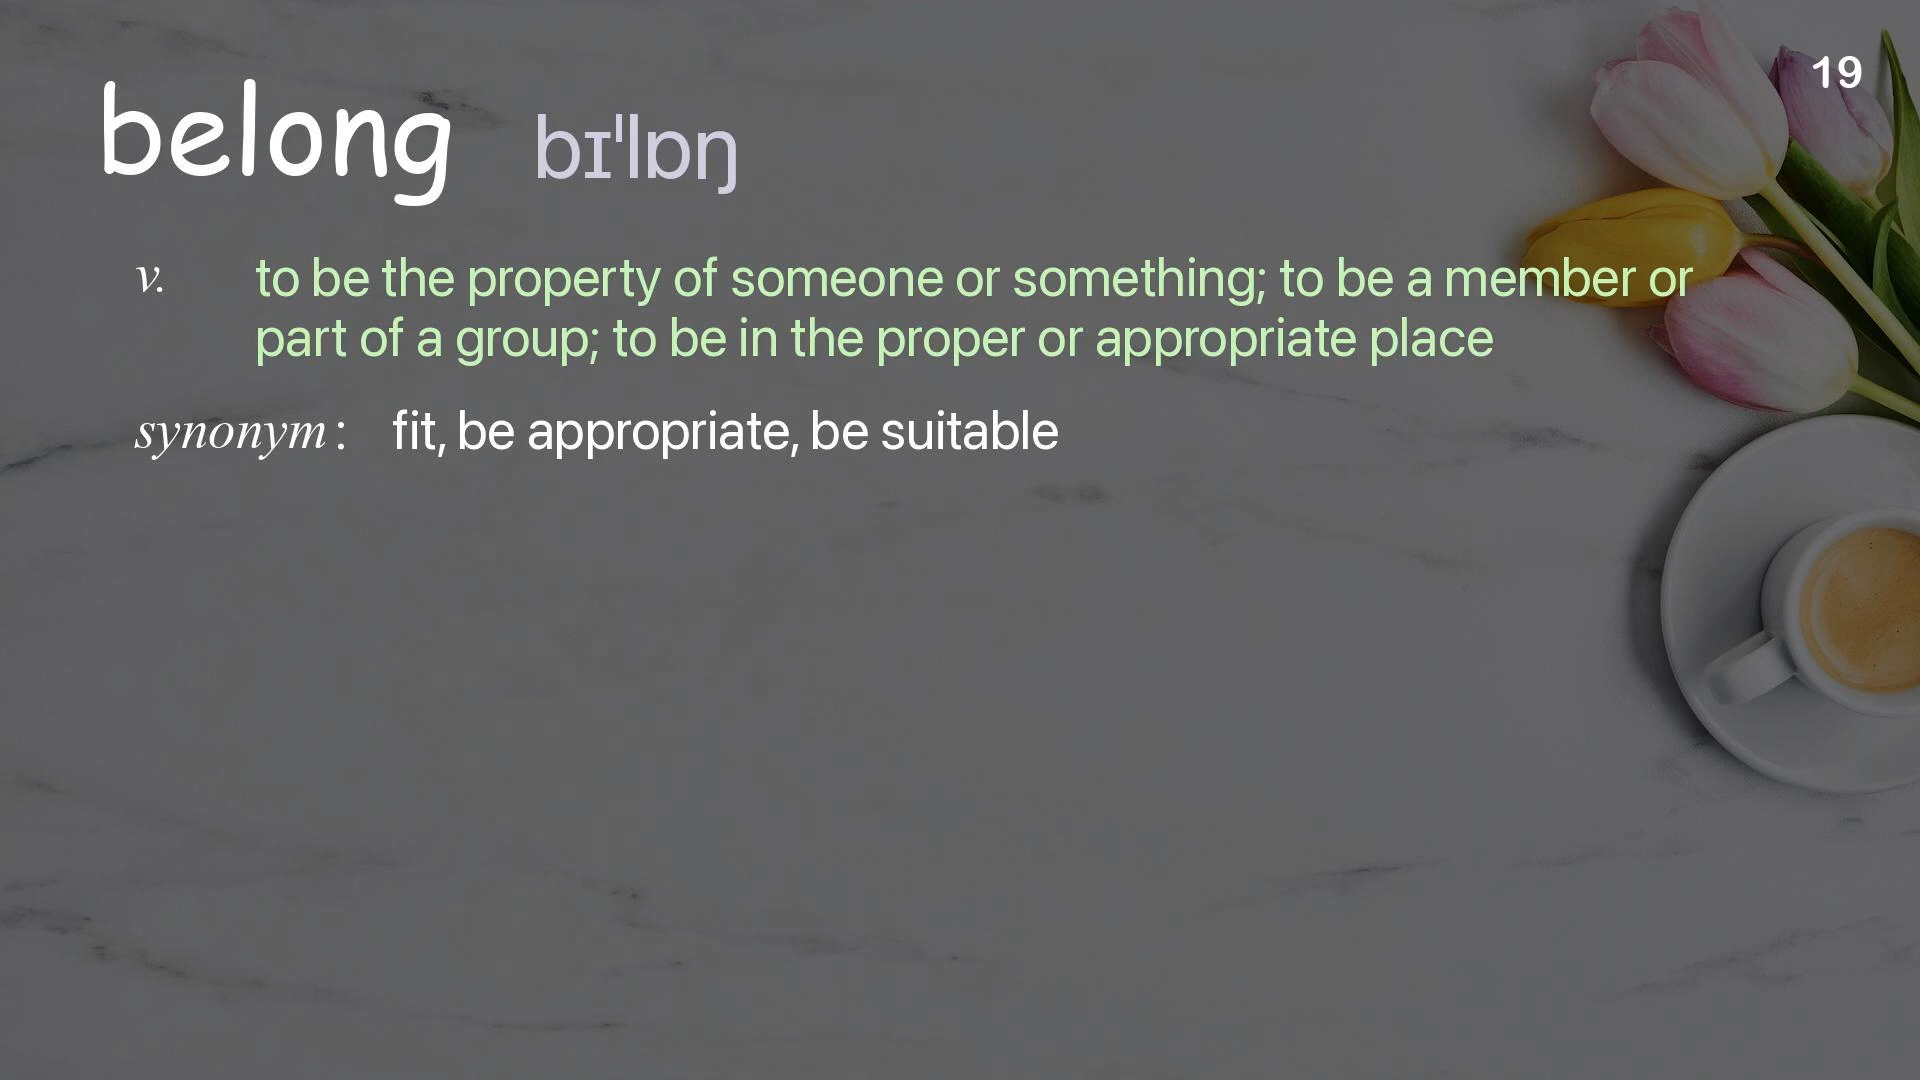 19
belong bɪˈlɒŋ
v. to be the property of someone or something; to be a member or
part of a group; to be in the proper or appropriate place
synonym : fit, be appropriate, be suitable